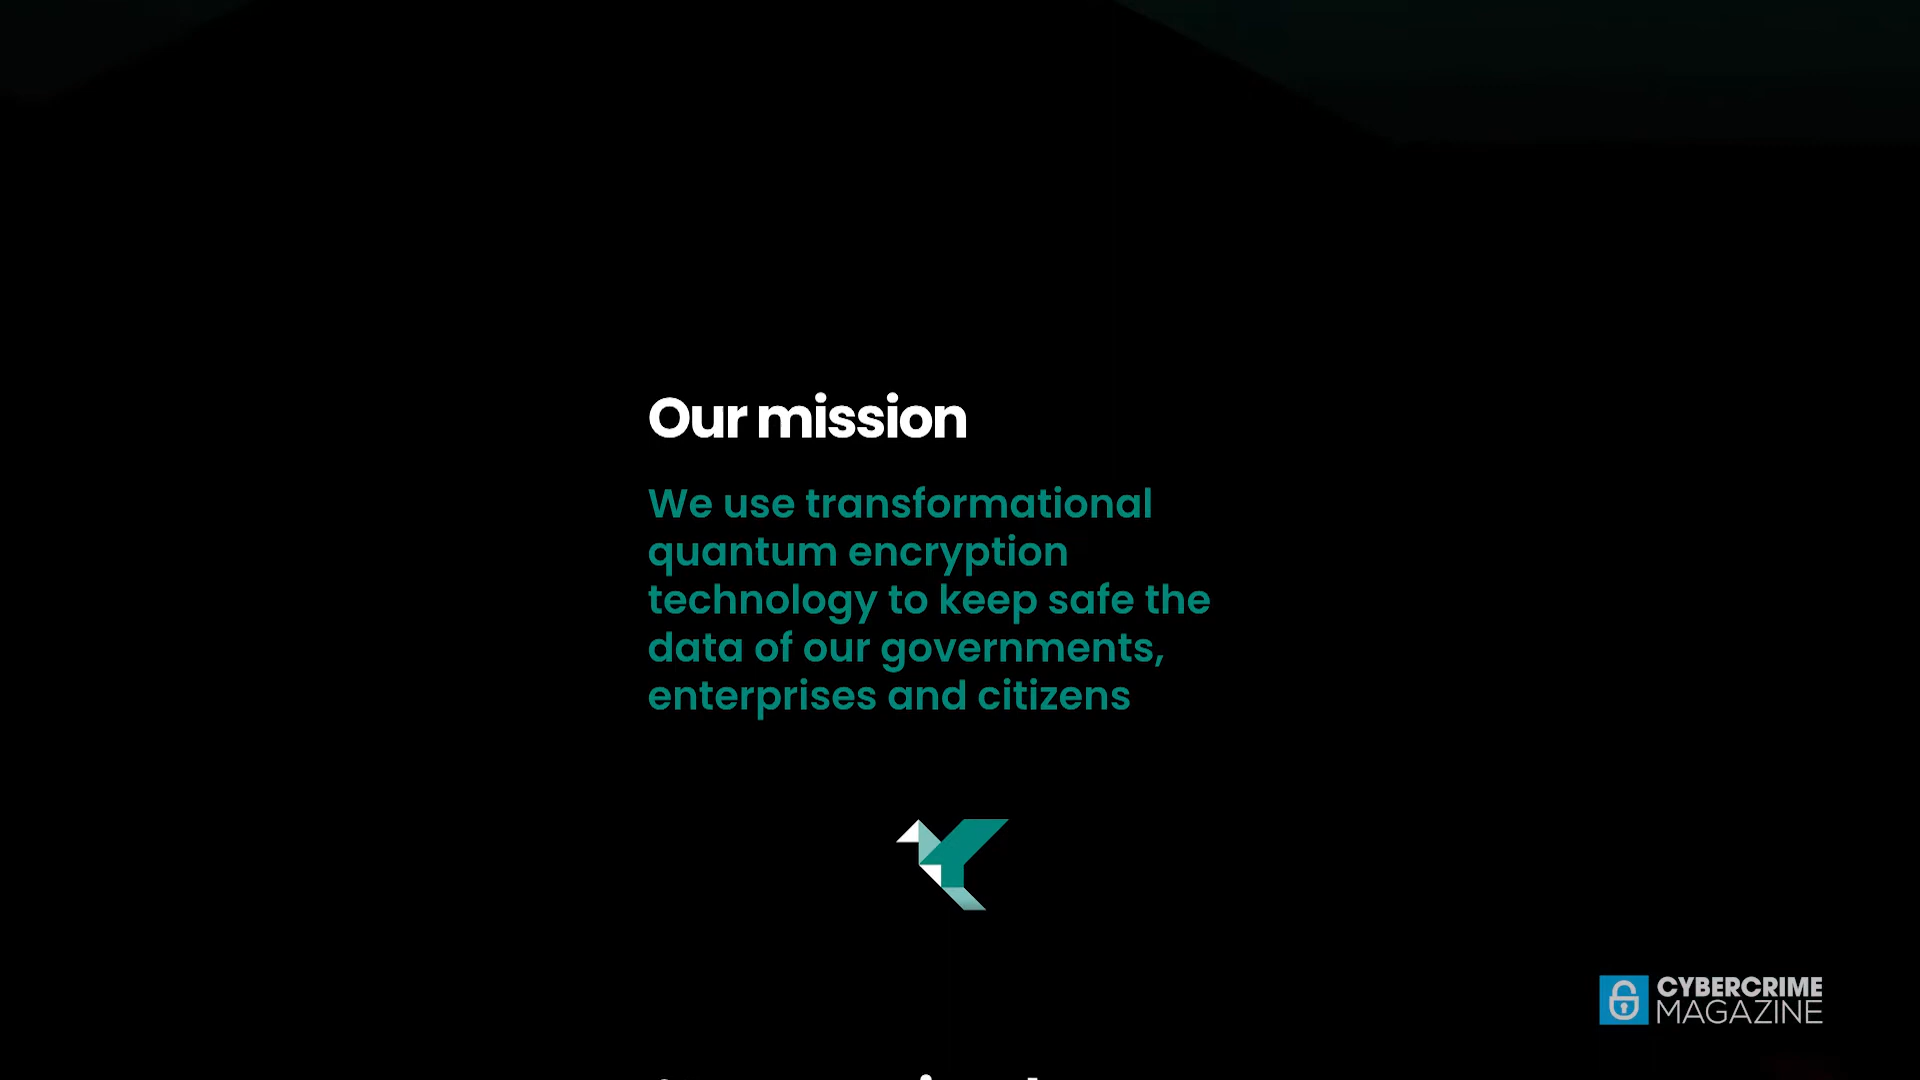 Our mission
We use transformational
quantum encryption
technology to keep safe the
data of our governments,
enterprises and citizens
CYBERCRIME
MAGAZINE